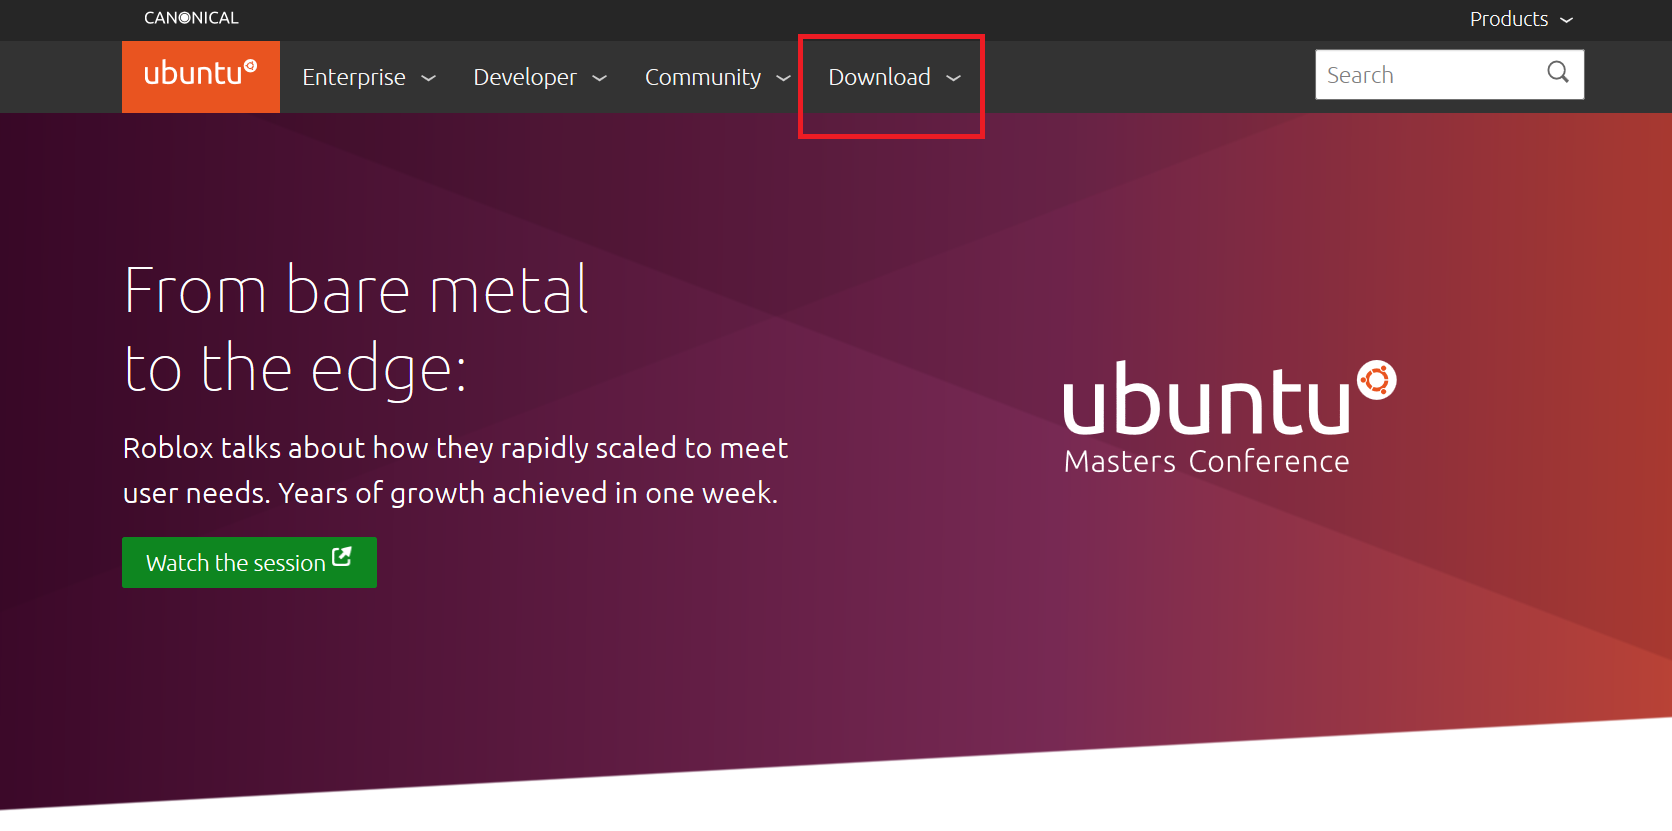 CANONICAL
Products
ubuntu
Enterprise
Developer
Community
Download
Search
From bare metal
to the edge:
Roblox talks about how they rapidly scaled to meet
user needs. Years of growth achieved in one week.
Watch the session
ubuntu
Masters Conference